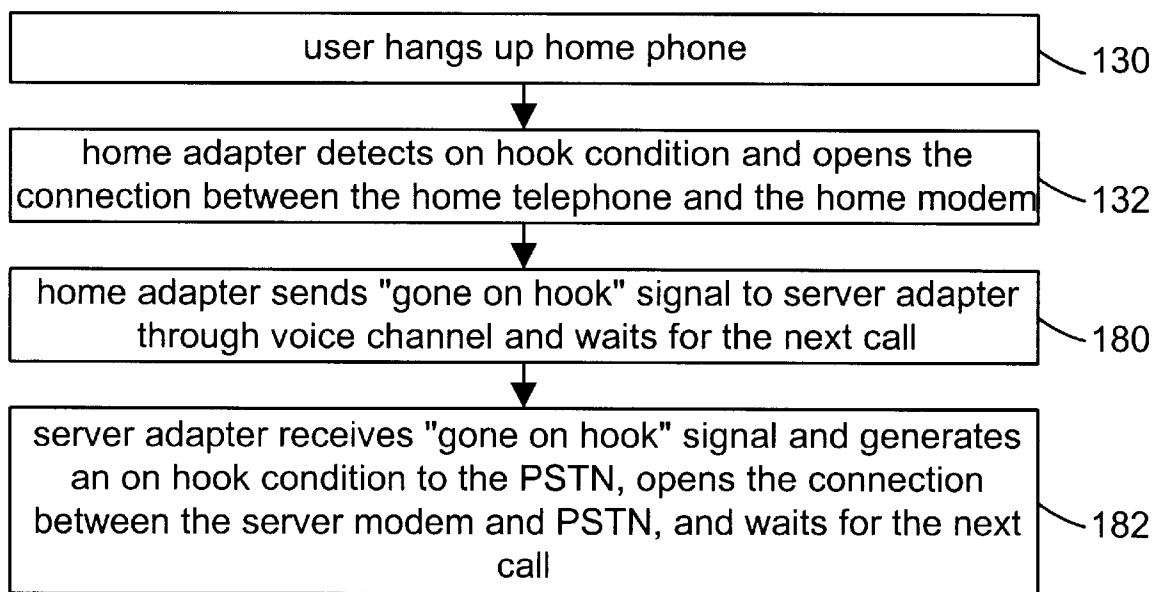 user hangs up home phone
130
home adapter detects on hook condition and opens the
connection between the home telephone and the home modem
132
home adapter sends "gone on hook" signal to server adapter
through voice channel and waits for the next call
180
server adapter receives "gone on hook" signal and generates
an on hook condition to the PSTN, opens the connection
between the server modem and PSTN, and waits for the next
call
182